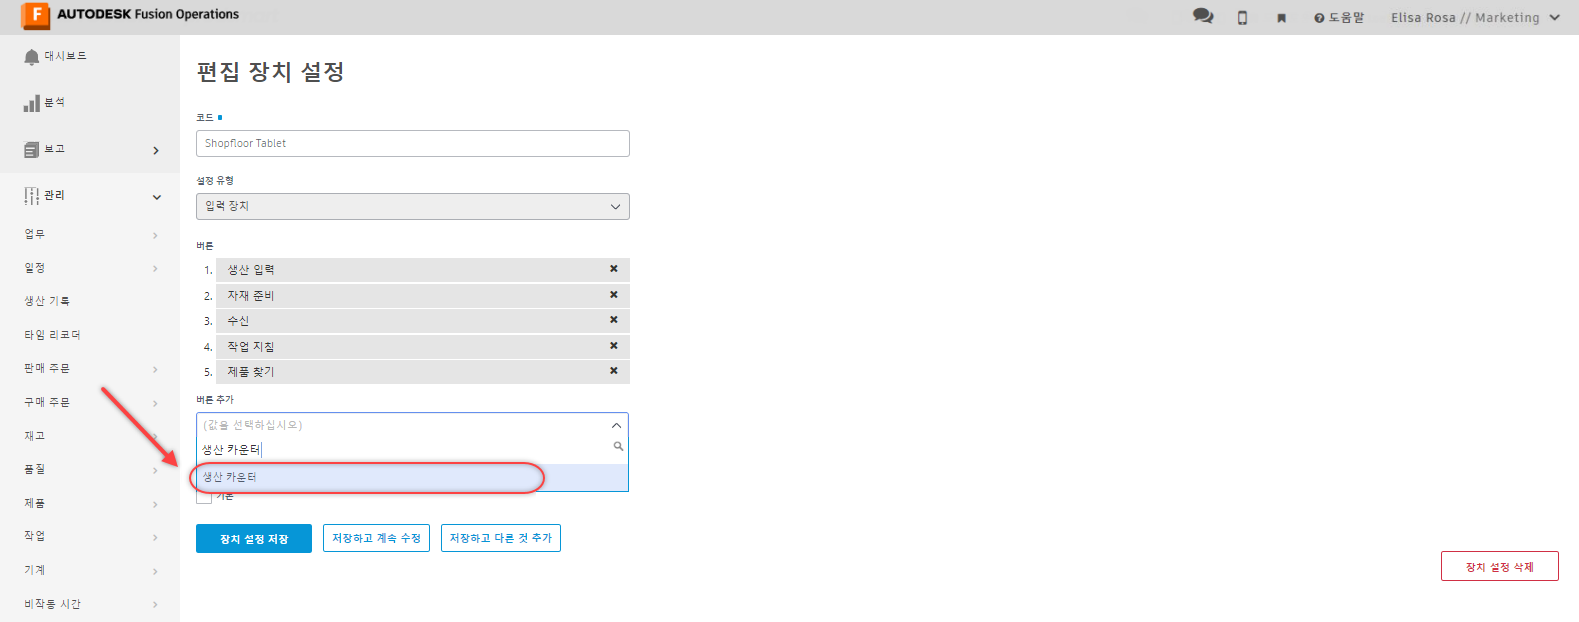 F AUTODESK Fusion Operations
도움말
Elisa Rosa // Marketing
대시보드
분석
보고
관리
업무
일정
생산 기록
타임 리코더
판매 주문
구매 주문
재고
품질
제품
작업
기계
비작동 시간
편집 장치 설정
코드
Shopfloor Tablet
설정 유형
입력 장치
버튼
1. 생산 입력
2. 자재 준비
3. 수신
4. 작업 지침
5. 제품 찾기
버튼 추가
(값을 선택하십시오)
생산 카운터
생산 카운터
기본
장치 설정 저장
저장하고 계속 수정
저장하고 다른 것 추가
장치 설정 삭제